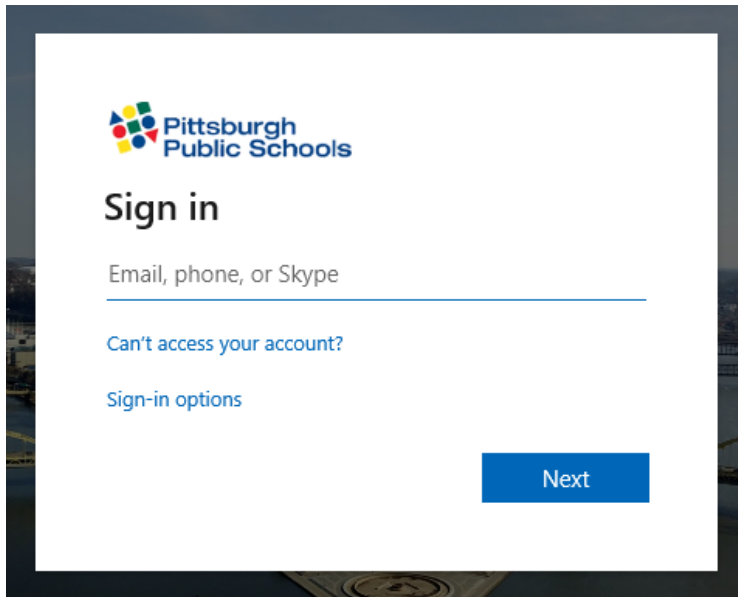 Pittsburgh
Public Schools
Sign in
Email, phone, or Skype
Can't access your account?
Sign-in options
Next